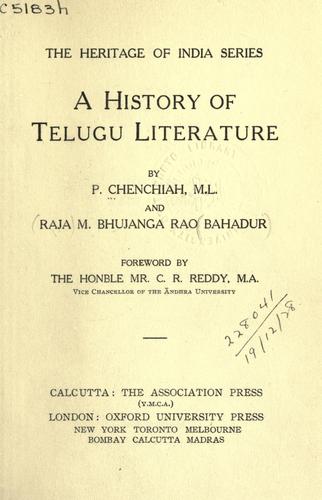 C5183h
THE HERITAGE OF INDIA SERIES
A HISTORY OF
TELUGU LITERATURE
BY
P. CHENCHIAH, M.L.
AND
RAJA M. BHUJANGA RAO BAHADUR
FOREWORD BY
THE HONBLE MR. C. R. REDDY, M.A.
VICE CHANCELLOR OF THE ANDHRA UNIVERSITY
228041
19/12/28
CALCUTTA: THE ASSOCIATION PRESS
(Y.M.C.A.)
LONDON: OXFORD UNIVERSITY PRESS
NEW YORK TORONTO MELBOURNE
BOMBAY CALCUTTA MADRAS